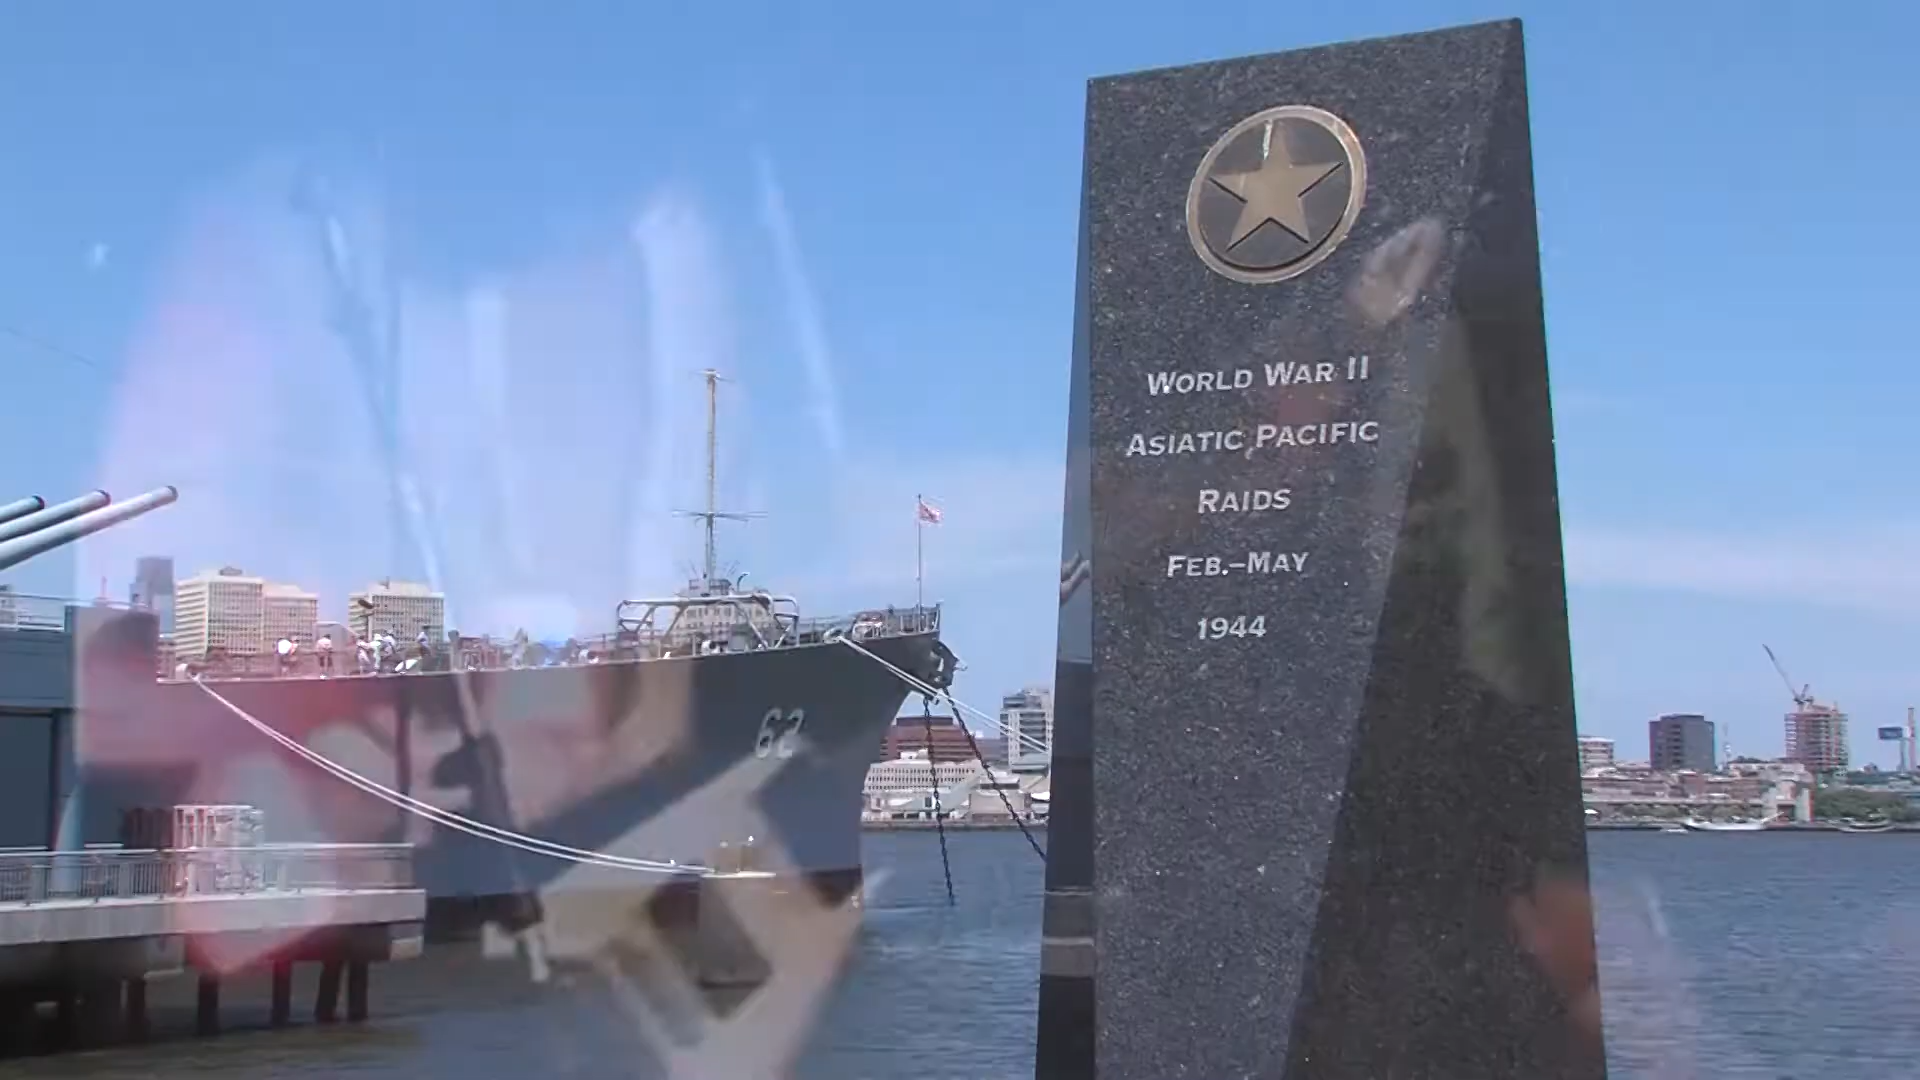 WORLD WAR II
ASIATIC PACIFIC
RAIDS
FEB.–MAY
1944
62